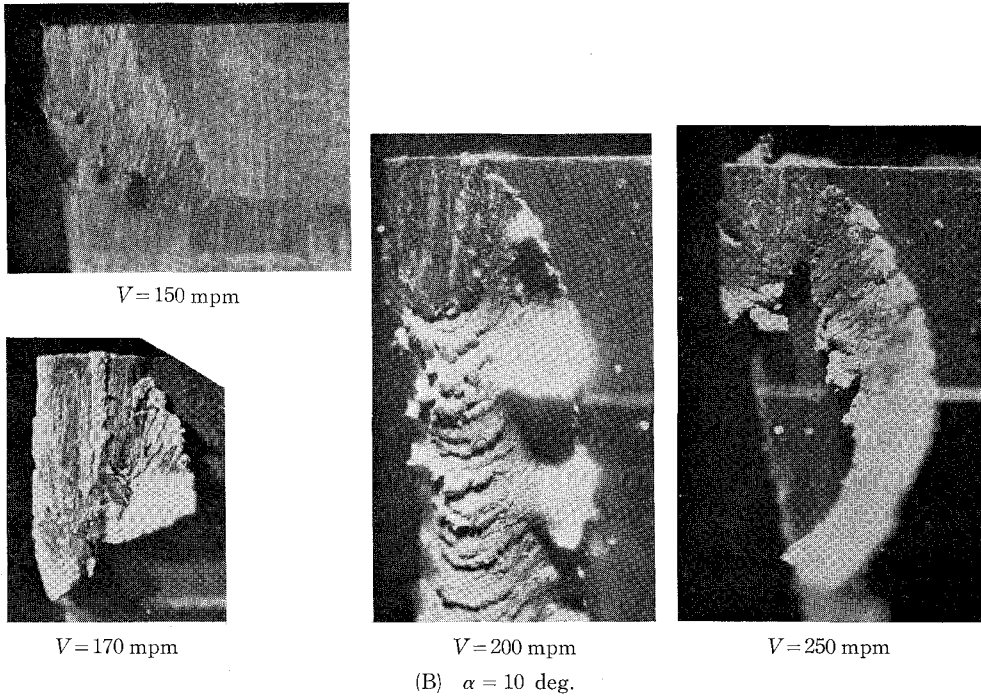 V=150 mpm
V=170 mpm
V=200 mpm
V=250 mpm
(B) α = 10 deg.